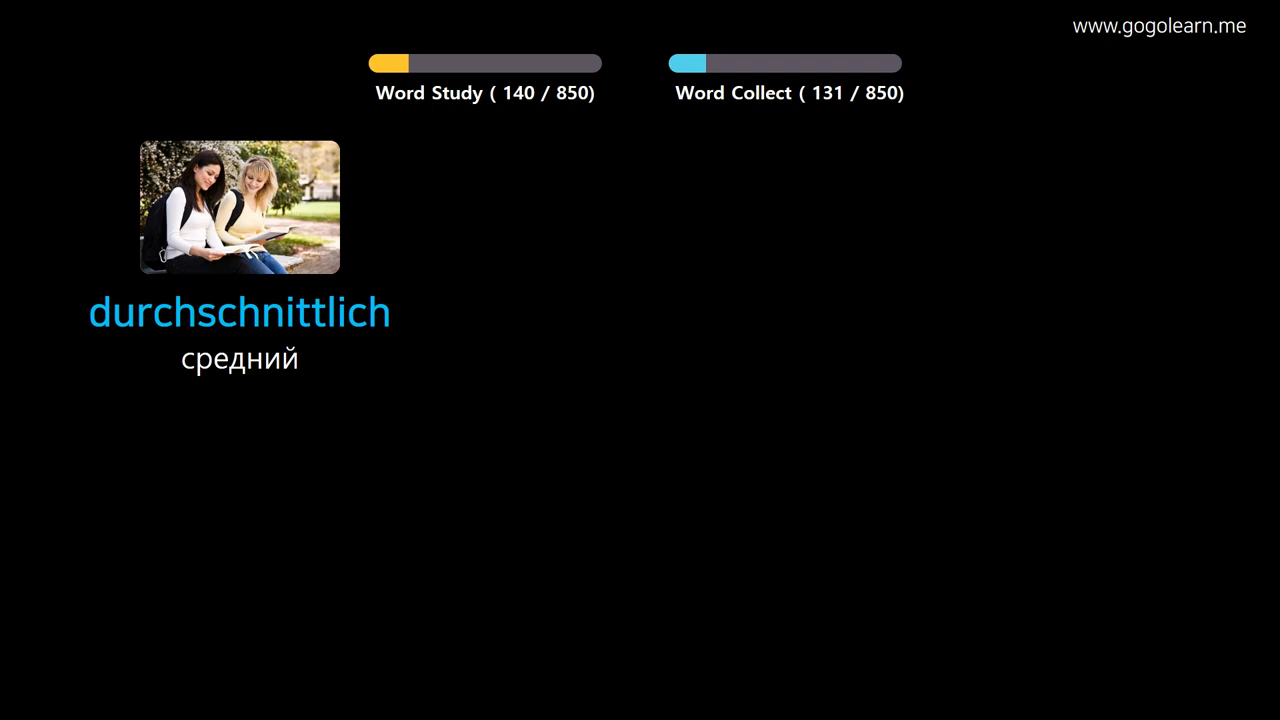 www.gogolearn.me
Word Study ( 140 / 850)
Word Collect ( 131 / 850)
durchschnittlich
средний